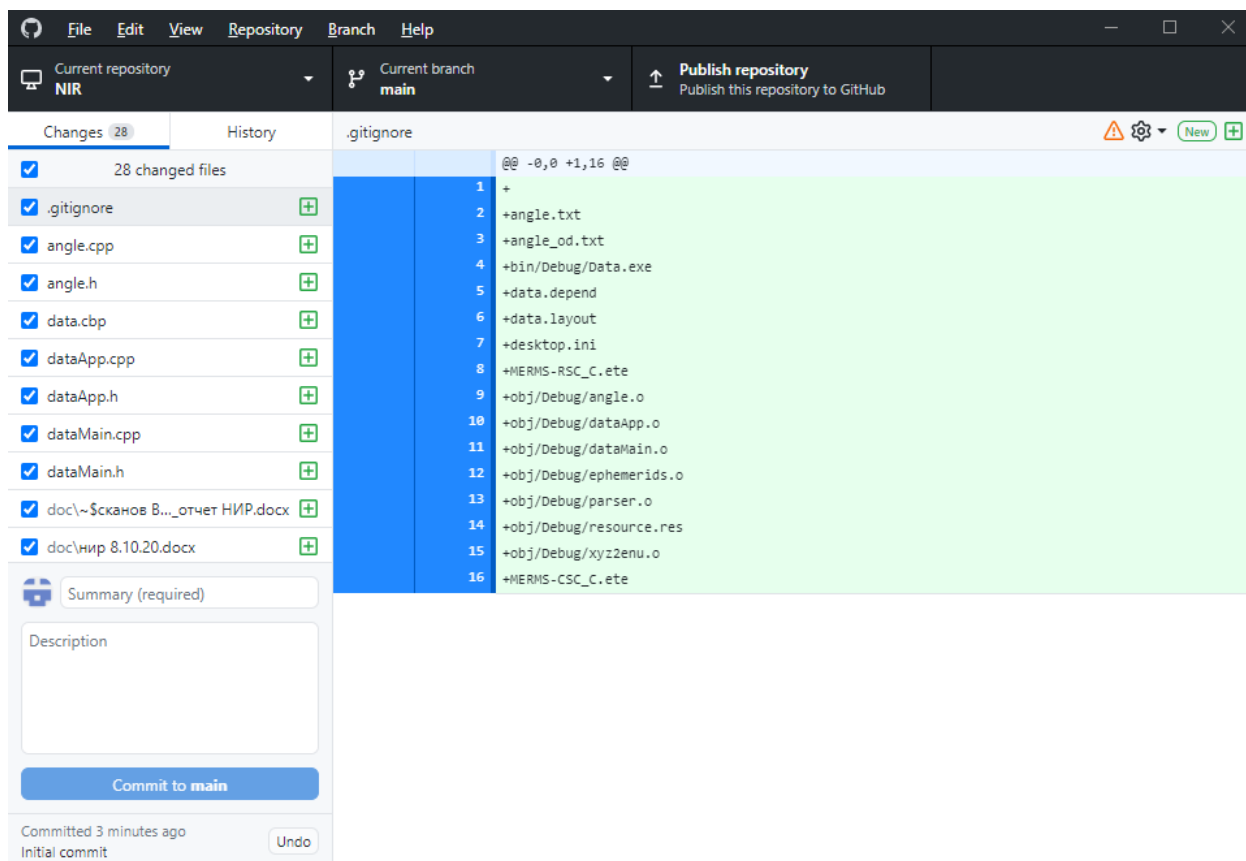 File Edit View Repository Branch Help
Current repository
NIR
Current branch
main
Publish repository
Publish this repository to GitHub
Changes 28 History
.gitignore
New
28 changed files
.gitignore
angle.cpp
angle.h
data.cbp
dataApp.cpp
dataApp.h
dataMain.cpp
dataMain.h
doc\~$сканов В..._отчет НИР.docx
doc\нир 8.10.20.docx
Summary (required)
Description
Commit to main
Committed 3 minutes ago
Initial commit
Undo
@@ -0,0 +1,16 @@
1 +
2 +angle.txt
3 +angle_od.txt
4 +bin/Debug/Data.exe
5 +data.depend
6 +data.layout
7 +desktop.ini
8 +MERMS-RSC_C.ete
9 +obj/Debug/angle.o
10 +obj/Debug/dataApp.o
11 +obj/Debug/dataMain.o
12 +obj/Debug/ephemerids.o
13 +obj/Debug/parser.o
14 +obj/Debug/resource.res
15 +obj/Debug/xyz2enu.o
16 +MERMS-CSC_C.ete